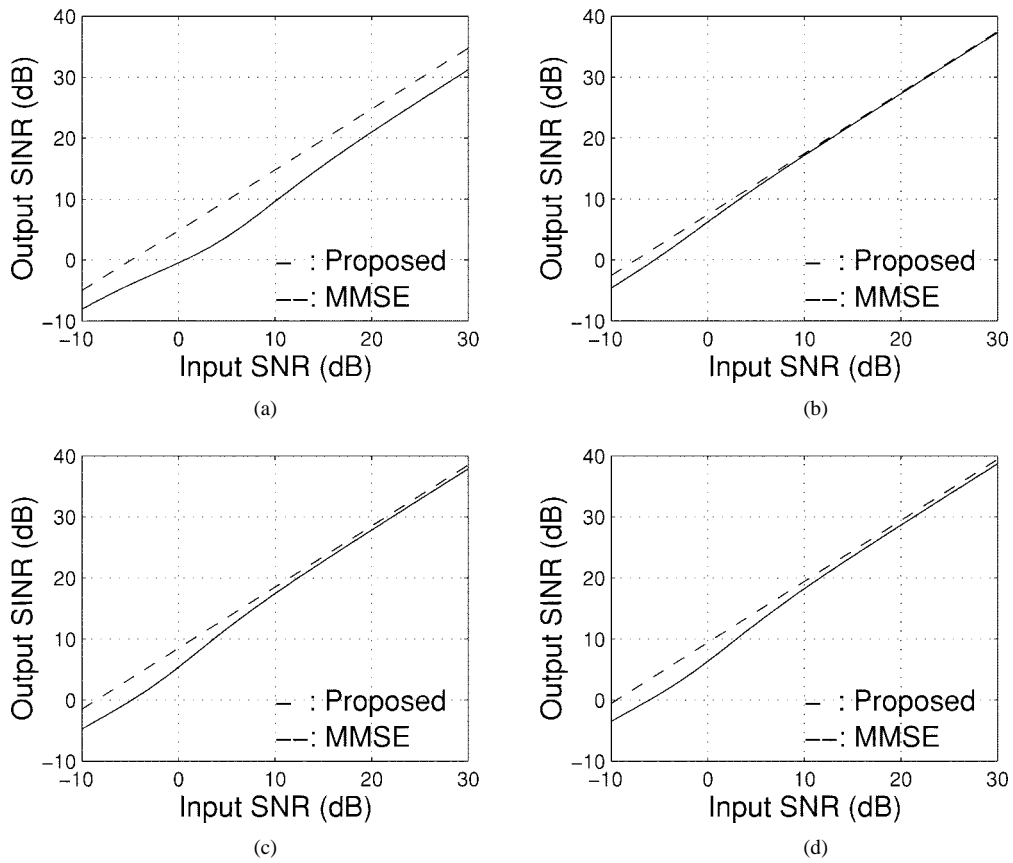 40
30
20
10
0
−10
Output SINR (dB)
– : Proposed
––: MMSE
−10 0 10 20 30
Input SNR (dB)
(a)
40
30
20
10
0
−10
Output SINR (dB)
– : Proposed
––: MMSE
−10 0 10 20 30
Input SNR (dB)
(b)
40
30
20
10
0
−10
Output SINR (dB)
– : Proposed
––: MMSE
−10 0 10 20 30
Input SNR (dB)
(c)
40
30
20
10
0
−10
Output SINR (dB)
– : Proposed
––: MMSE
−10 0 10 20 30
Input SNR (dB)
(d)